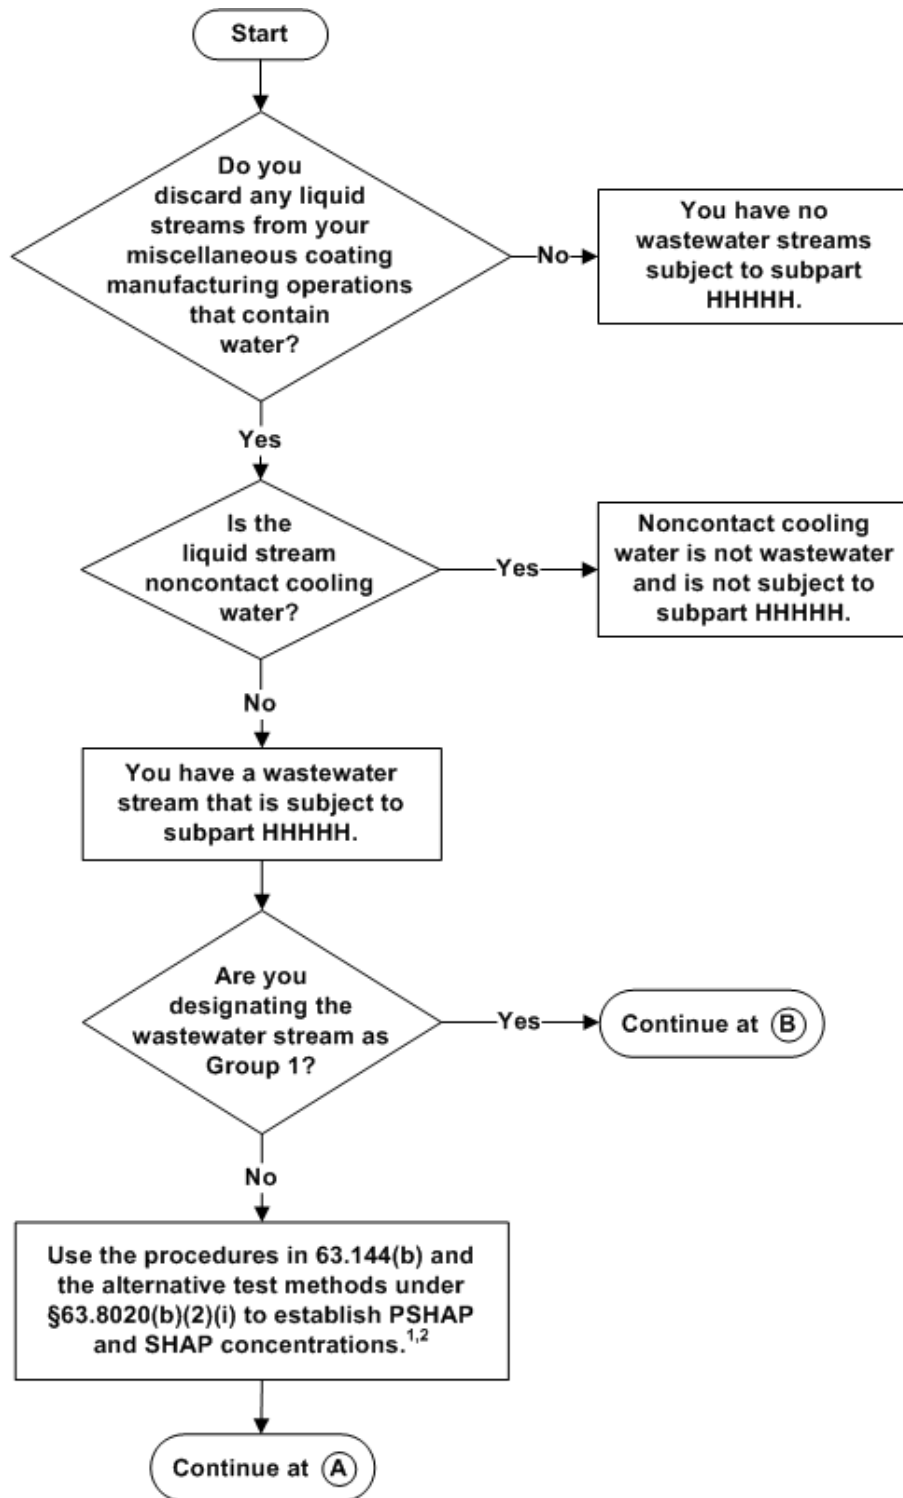 Start
Do you
discard any liquid
streams from your
miscellaneous coating
manufacturing operations
that contain
water?
No
You have no
wastewater streams
subject to subpart
HHHHH.
Yes
Is the
liquid stream
noncontact cooling
water?
Yes
Noncontact cooling
water is not wastewater
and is not subject to
subpart HHHHH.
No
You have a wastewater
stream that is subject to
subpart HHHHH.
Are you
designating the
wastewater stream as
Group 1?
Yes
Continue at B
No
Use the procedures in 63.144(b) and
the alternative test methods under
§63.8020(b)(2)(i) to establish PSHAP
and SHAP concentrations.1,2
Continue at A